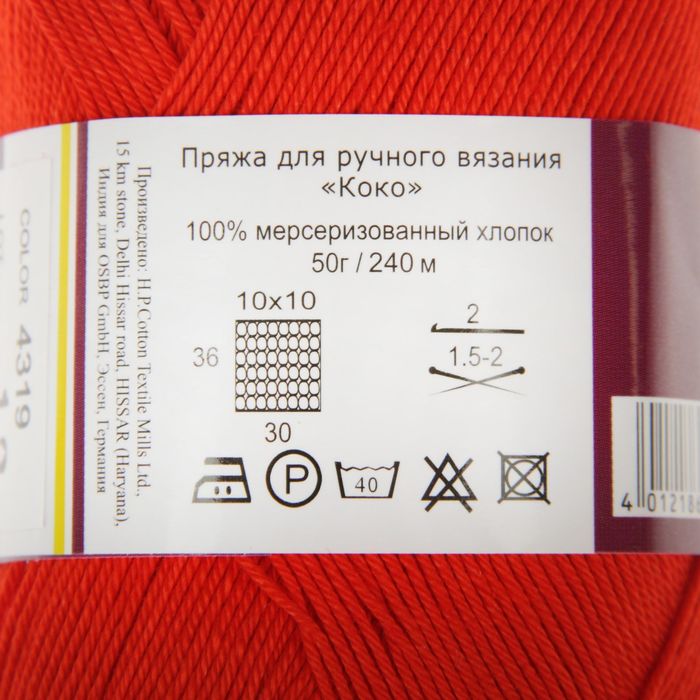 Пряжа для ручного вязания
«Коко»
100% мерсеризованный хлопок
50г / 240 м
10x10
36
30
2
1.5-2
P
40
Произведено: H.P.Cotton Textile Mills Ltd.,
15 km stone, Delhi Hissar road, HISSAR (Haryana),
Индия для OSBP GmbH, Эссен, Германия
COLOR 4319
4 012186